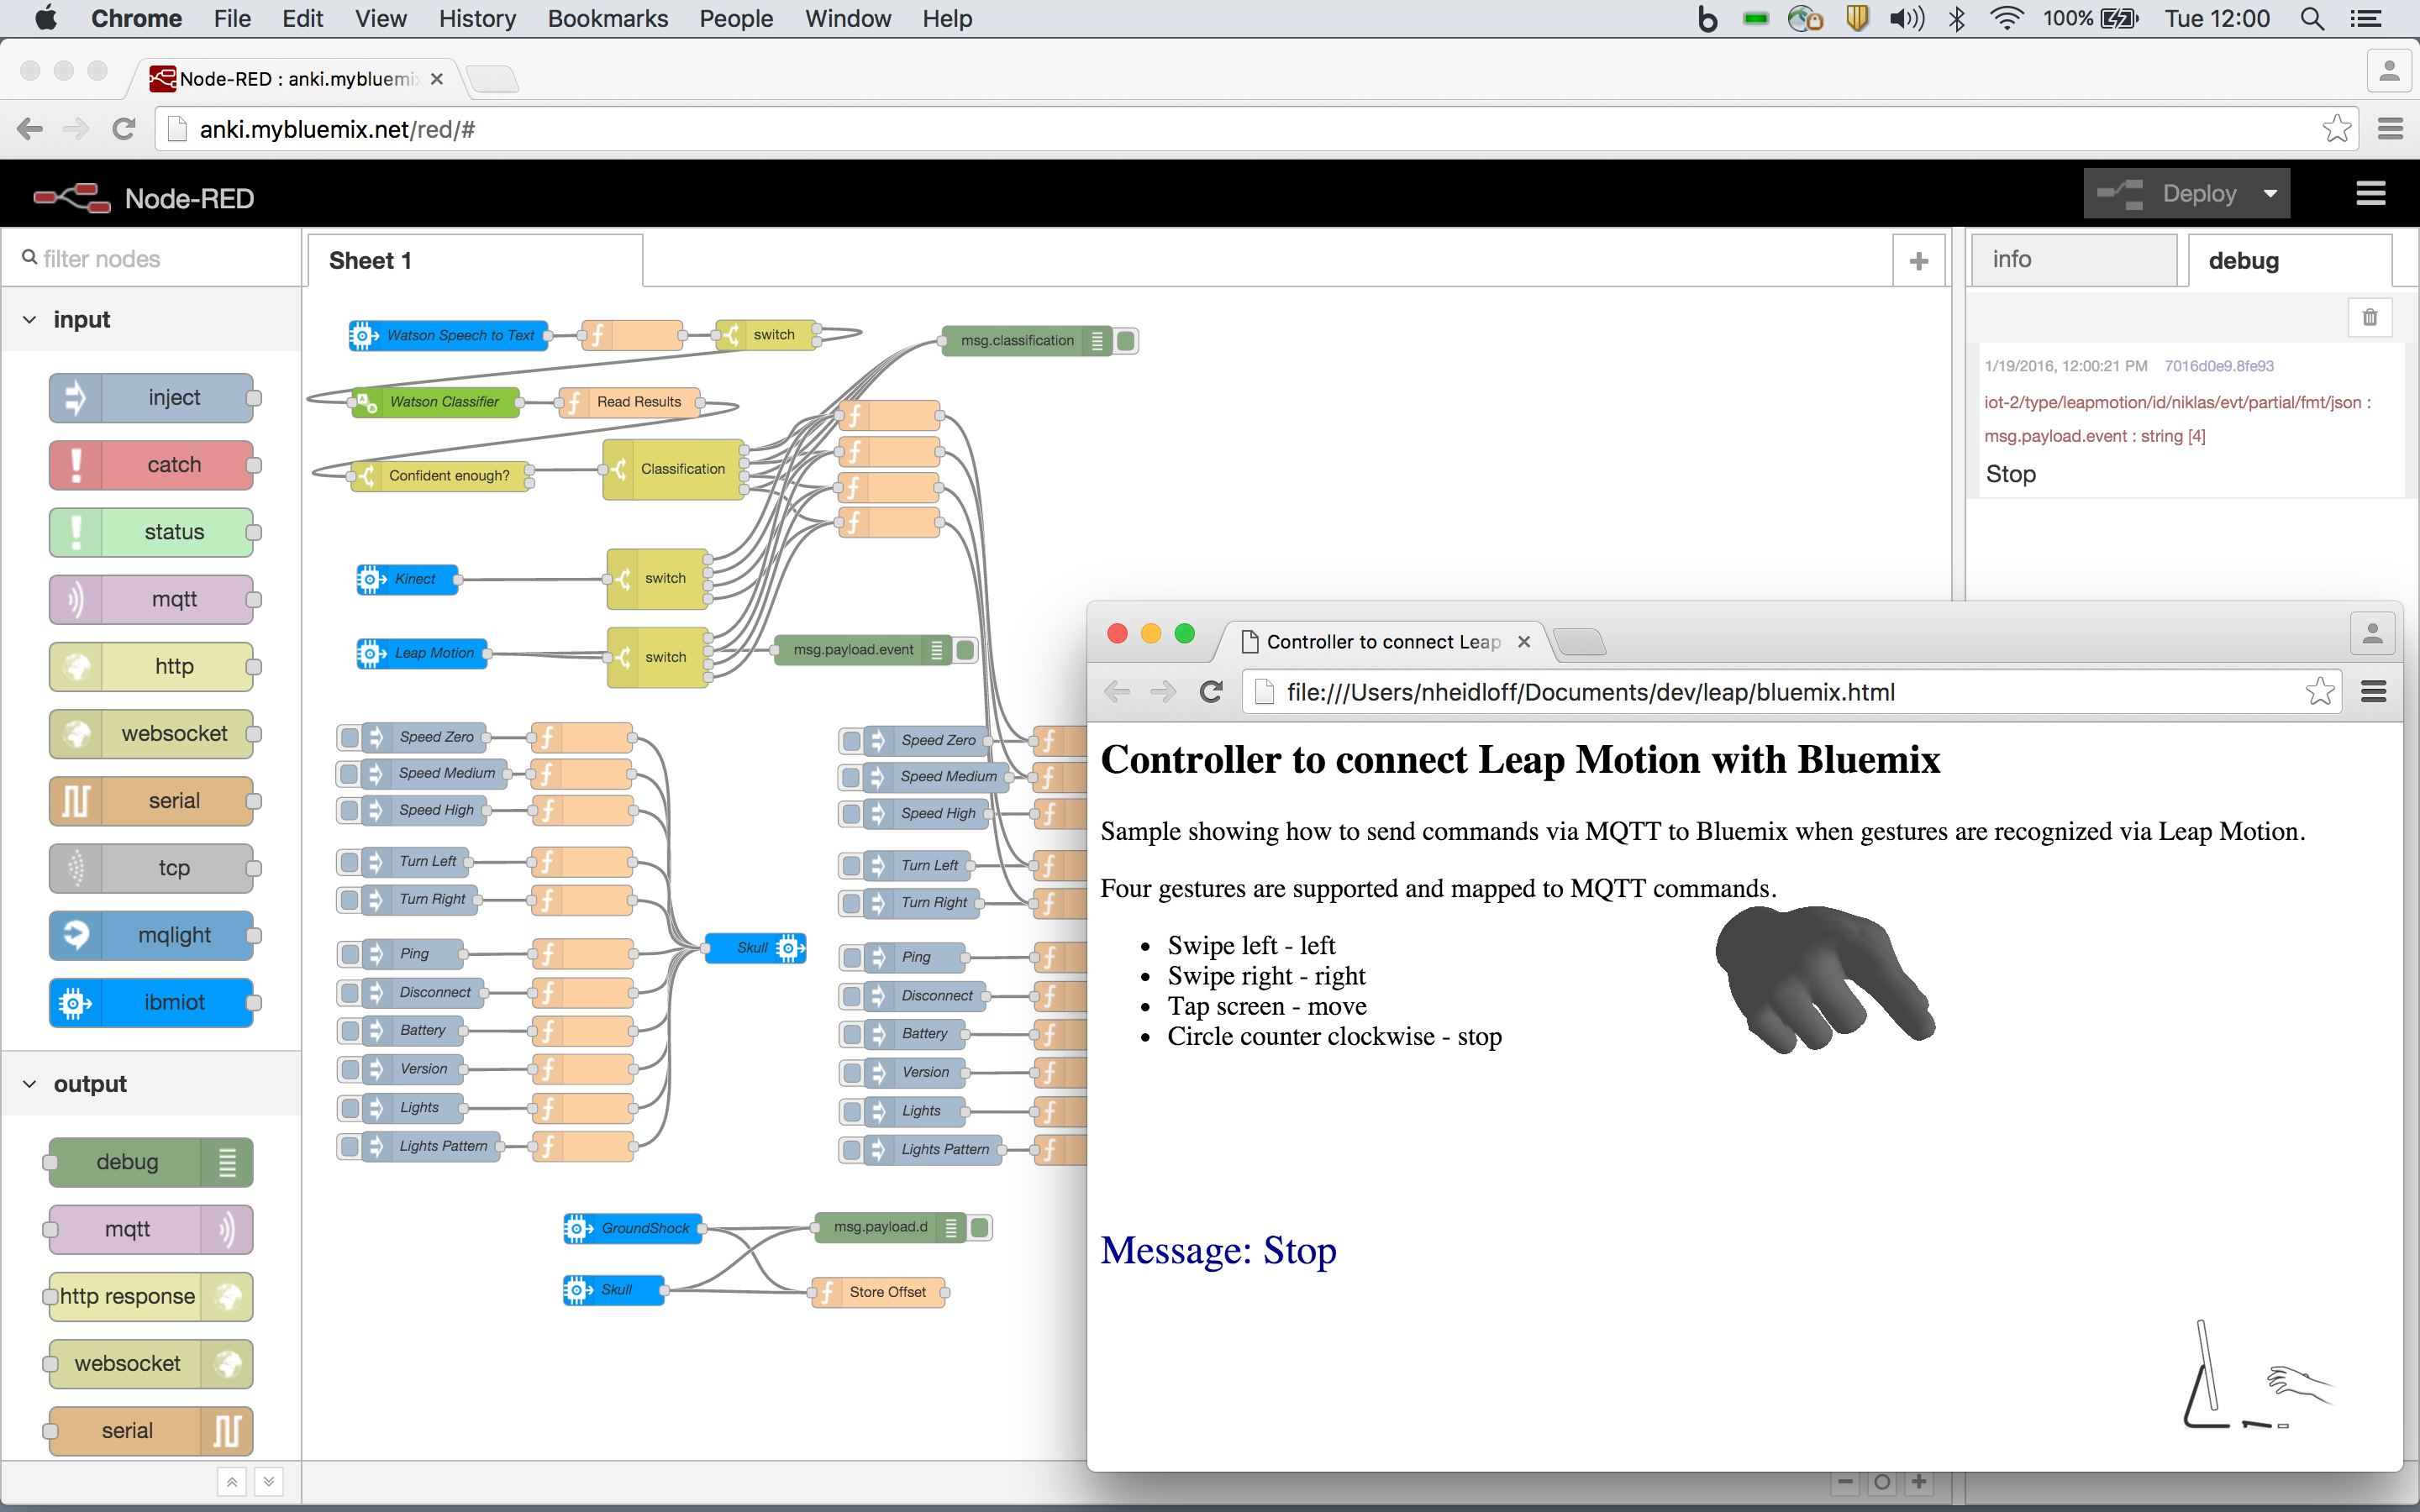 Chrome File Edit View History Bookmarks People Window Help 100% Tue 12:00
Node-RED : anki.mybluemi
anki.mybluemix.net/red/#
Node-RED
Deploy
filter nodes
Sheet 1
info
debug
input
inject
catch
status
mqtt
http
websocket
serial
tcp
mqlight
ibmiot
output
debug
mqtt
http response
websocket
serial
Watson Speech to Text
switch
msg.classification
Watson Classifier
Read Results
Confident enough?
Classification
Kinect
switch
Leap Motion
switch
msg.payload.event
Speed Zero
Speed Medium
Speed High
Turn Left
Turn Right
Ping
Disconnect
Battery
Version
Lights
Lights Pattern
Skull
Speed Zero
Speed Medium
Speed High
Turn Left
Turn Right
Ping
Disconnect
Battery
Version
Lights
Lights Pattern
GroundShock
msg.payload.d
Skull
Store Offset
1/19/2016, 12:00:21 PM 7016d0e9.8fe93
iot-2/type/leapmotion/id/niklas/evt/partial/fmt/json :
msg.payload.event : string [4]
Stop
Controller to connect Leap
file:///Users/nheidloff/Documents/dev/leap/bluemix.html
Controller to connect Leap Motion with Bluemix
Sample showing how to send commands via MQTT to Bluemix when gestures are recognized via Leap Motion.
Four gestures are supported and mapped to MQTT commands.
• Swipe left - left
• Swipe right - right
• Tap screen - move
• Circle counter clockwise - stop
Message: Stop